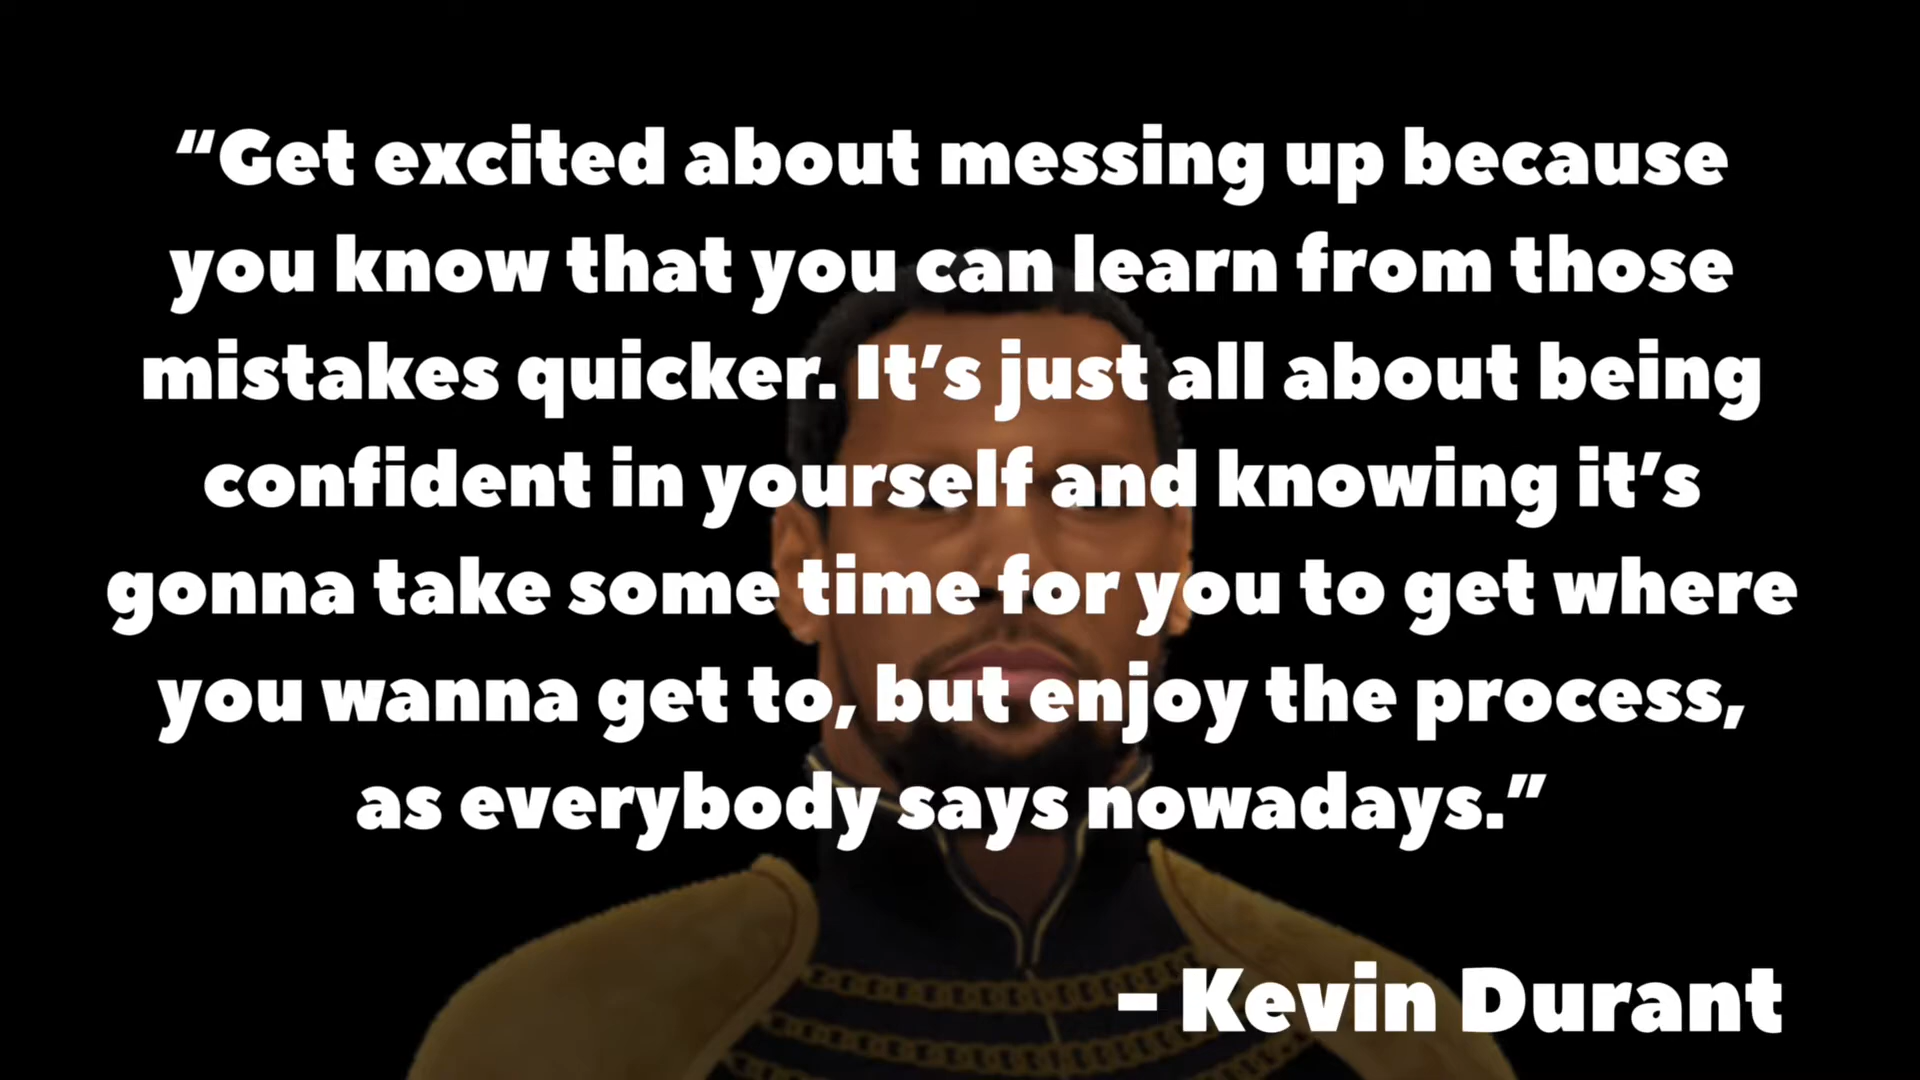 “Get excited about messing up because
you know that you can learn from those
mistakes quicker. It’s just all about being
confident in yourself and knowing it’s
gonna take some time for you to get where
you wanna get to, but enjoy the process,
as everybody says nowadays.”
– Kevin Durant